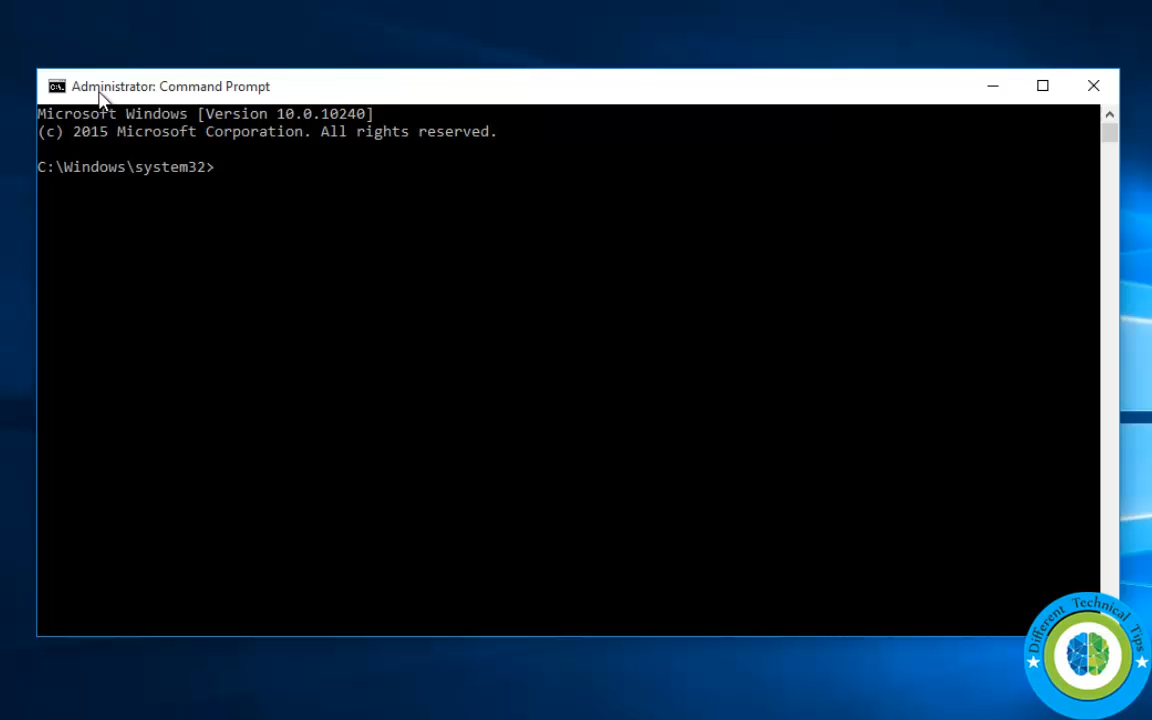 Administrator: Command Prompt
Microsoft Windows [Version 10.0.10240]
(c) 2015 Microsoft Corporation. All rights reserved.
C:\Windows\system32>
Different Technical Tips